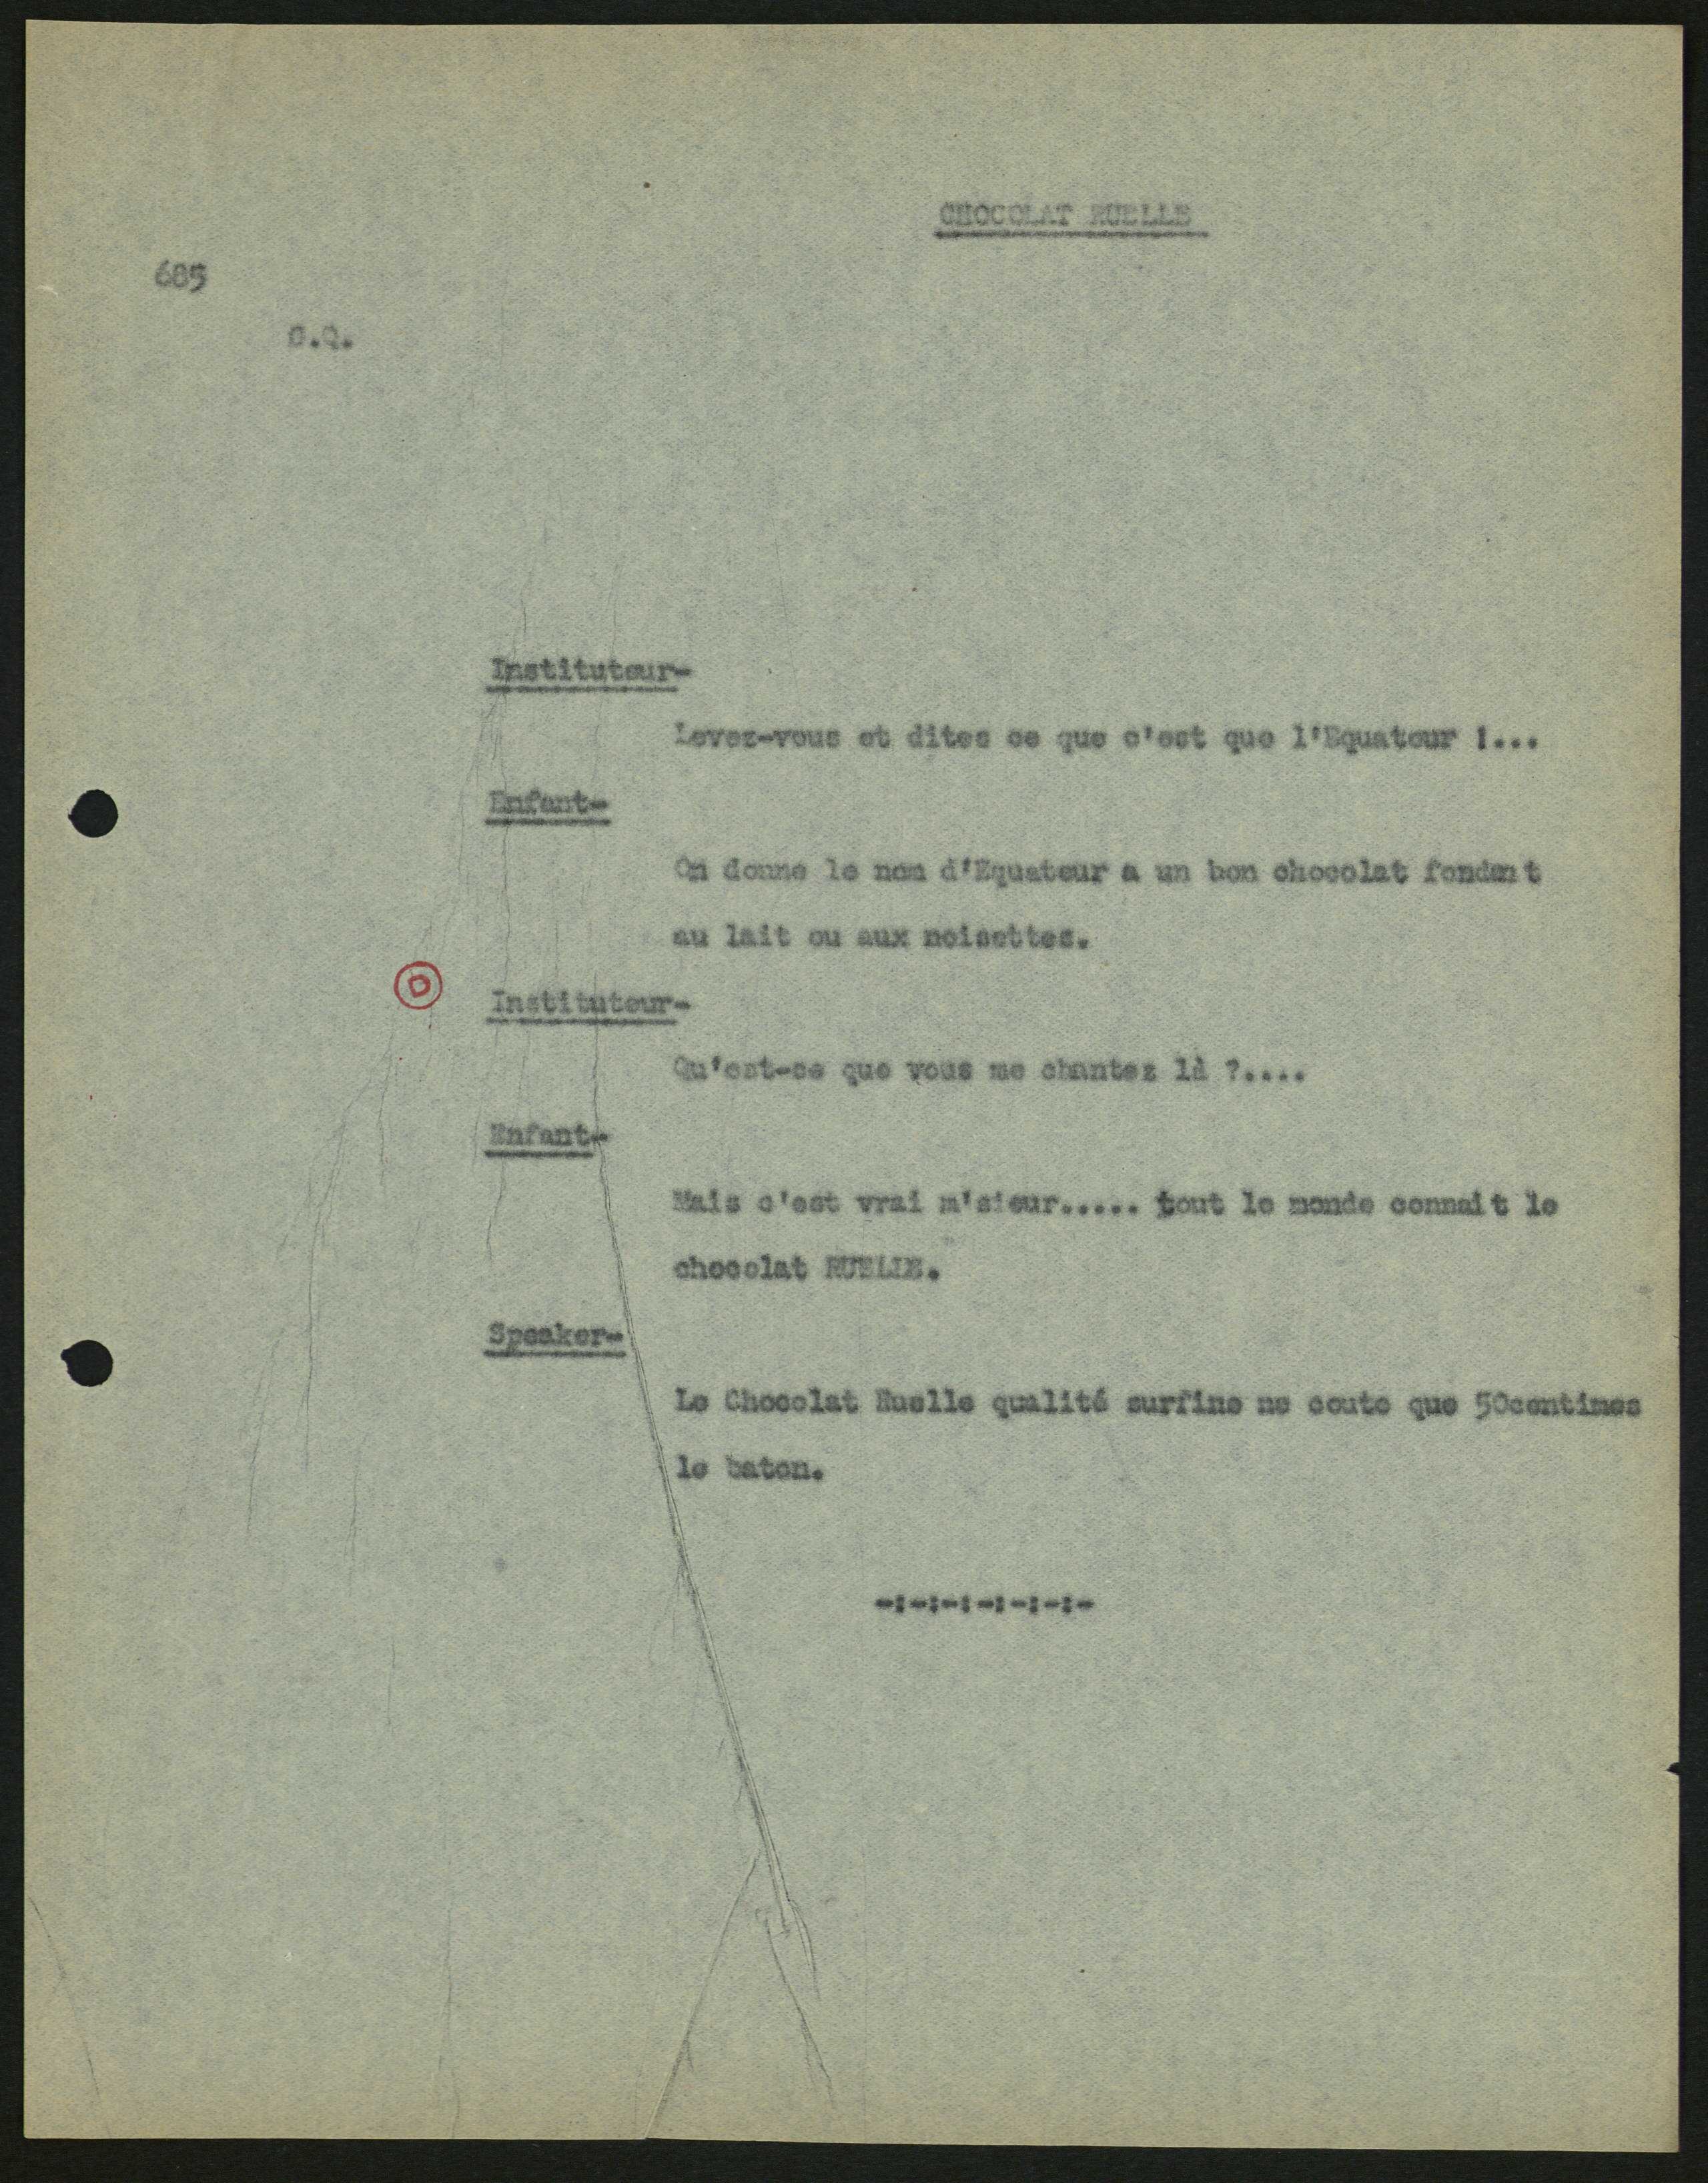 CHOCOLAT RUELLE
685
S.Q.
Instituteur-
Levez-vous et dites ce que c'est que l'Equateur !...
Enfant-
On donne le nom d'Equateur a un bon chocolat fondant
au lait ou aux noisettes.
D
Instituteur-
Qu'est-ce que vous me chantez là ?....
Enfant-
Mais c'est vrai m'sieur..... tout le monde connait le
chocolat RUELLE.
Speaker-
Le Chocolat Ruelle qualité surfine ne coute que 50centimes
le baton.
-:-:-:-:-:-:-